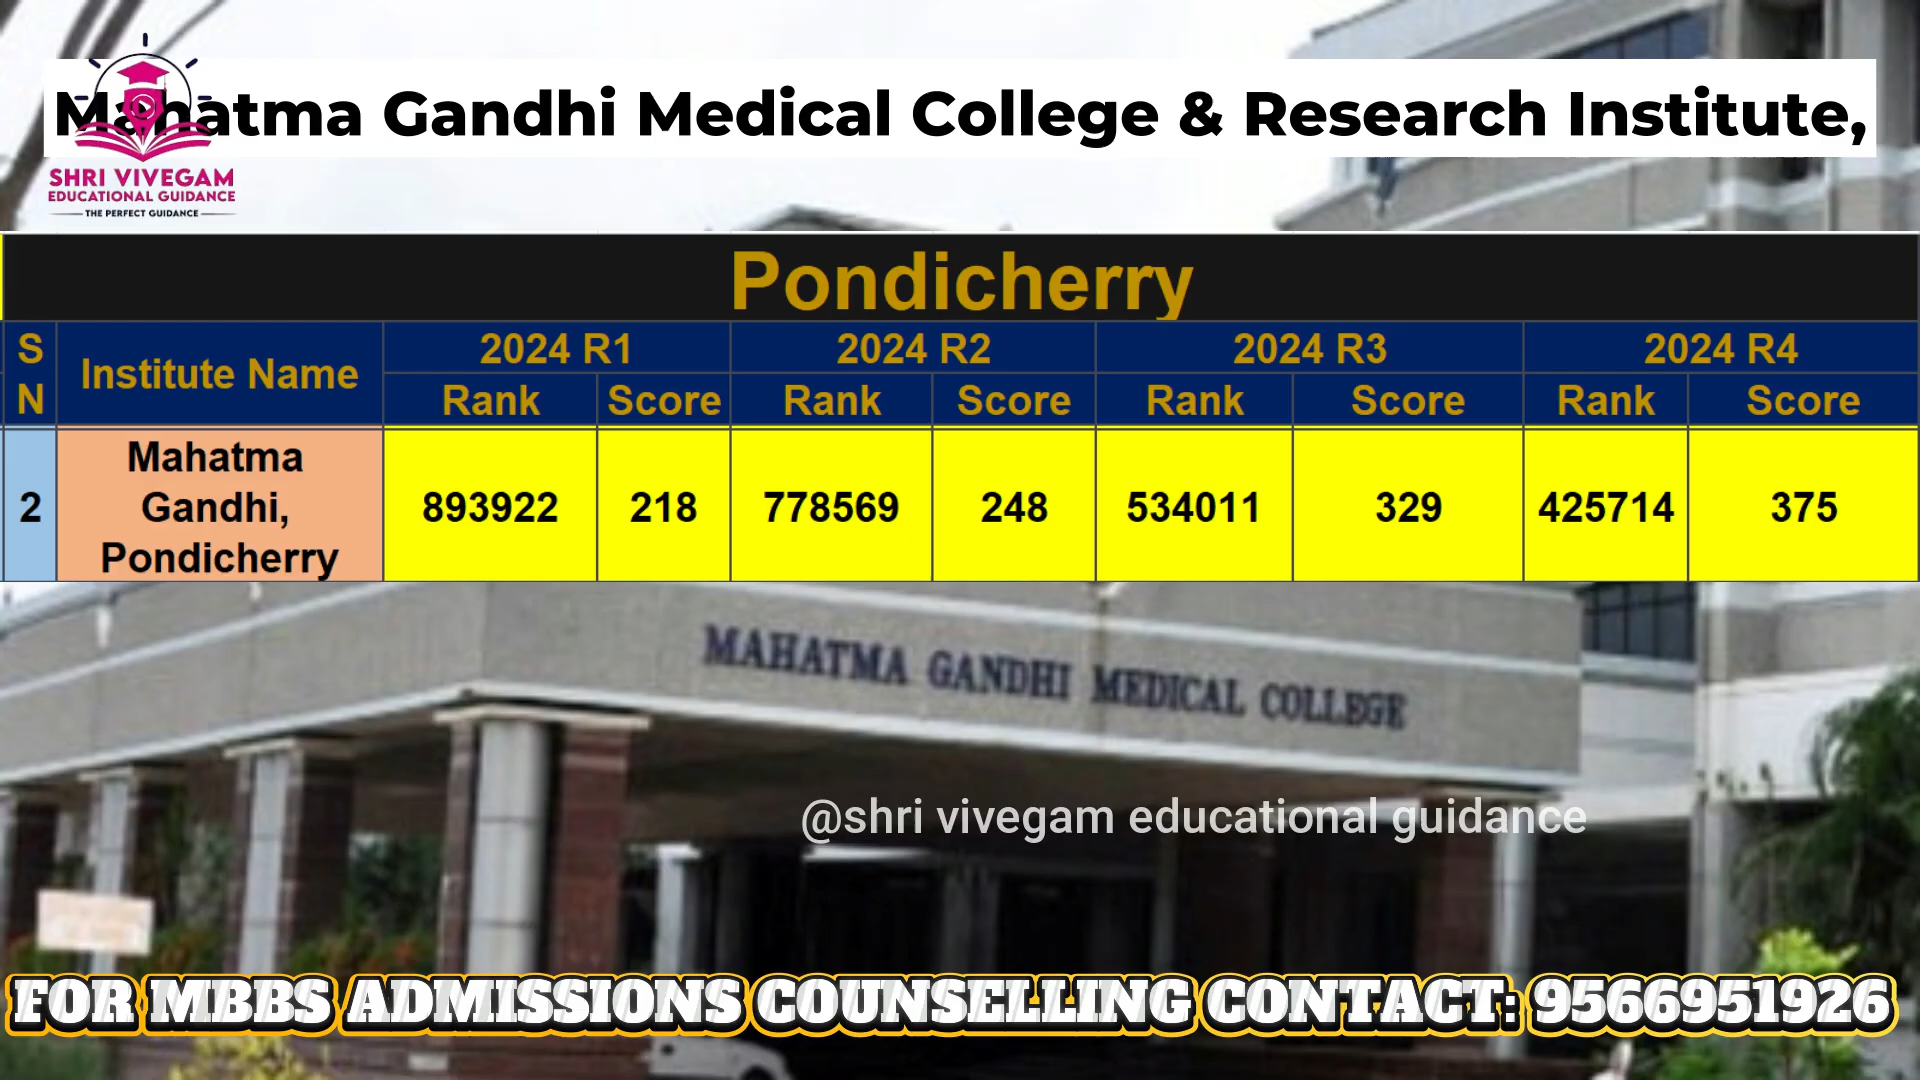 Mahatma Gandhi Medical College & Research Institute,
SHRI VIVEGAM
EDUCATIONAL GUIDANCE
THE PERFECT GUIDANCE
Pondicherry
SN Institute Name 2024 R1 2024 R2 2024 R3 2024 R4
Rank Score Rank Score Rank Score Rank Score
2 Mahatma Gandhi, Pondicherry 893922 218 778569 248 534011 329 425714 375
MAHATMA GANDHI MEDICAL COLLEGE
@shri vivegam educational guidance
FOR MBBS ADMISSIONS COUNSELLING CONTACT: 9566951926